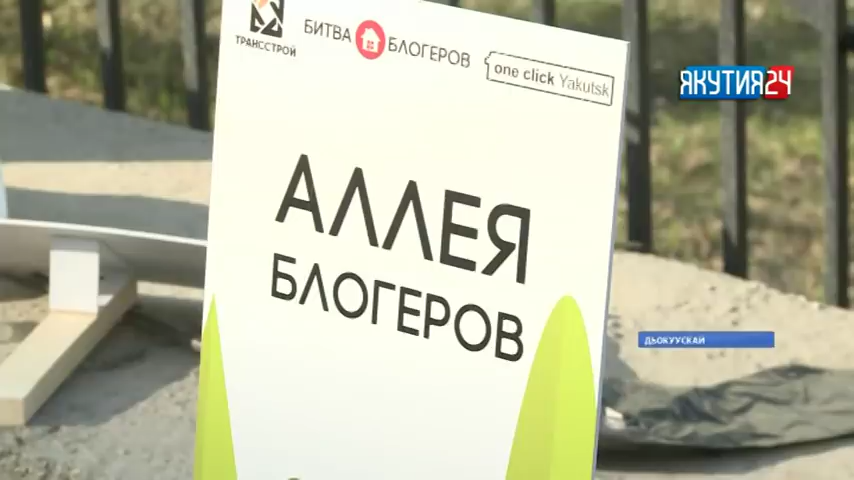 ТРАНССТРОЙ
БИТВА БЛОГЕРОВ
one click Yakutsk
ЯКУТИЯ24
АЛЛЕЯ
БЛОГЕРОВ
ДЬОКУУСКАЙ